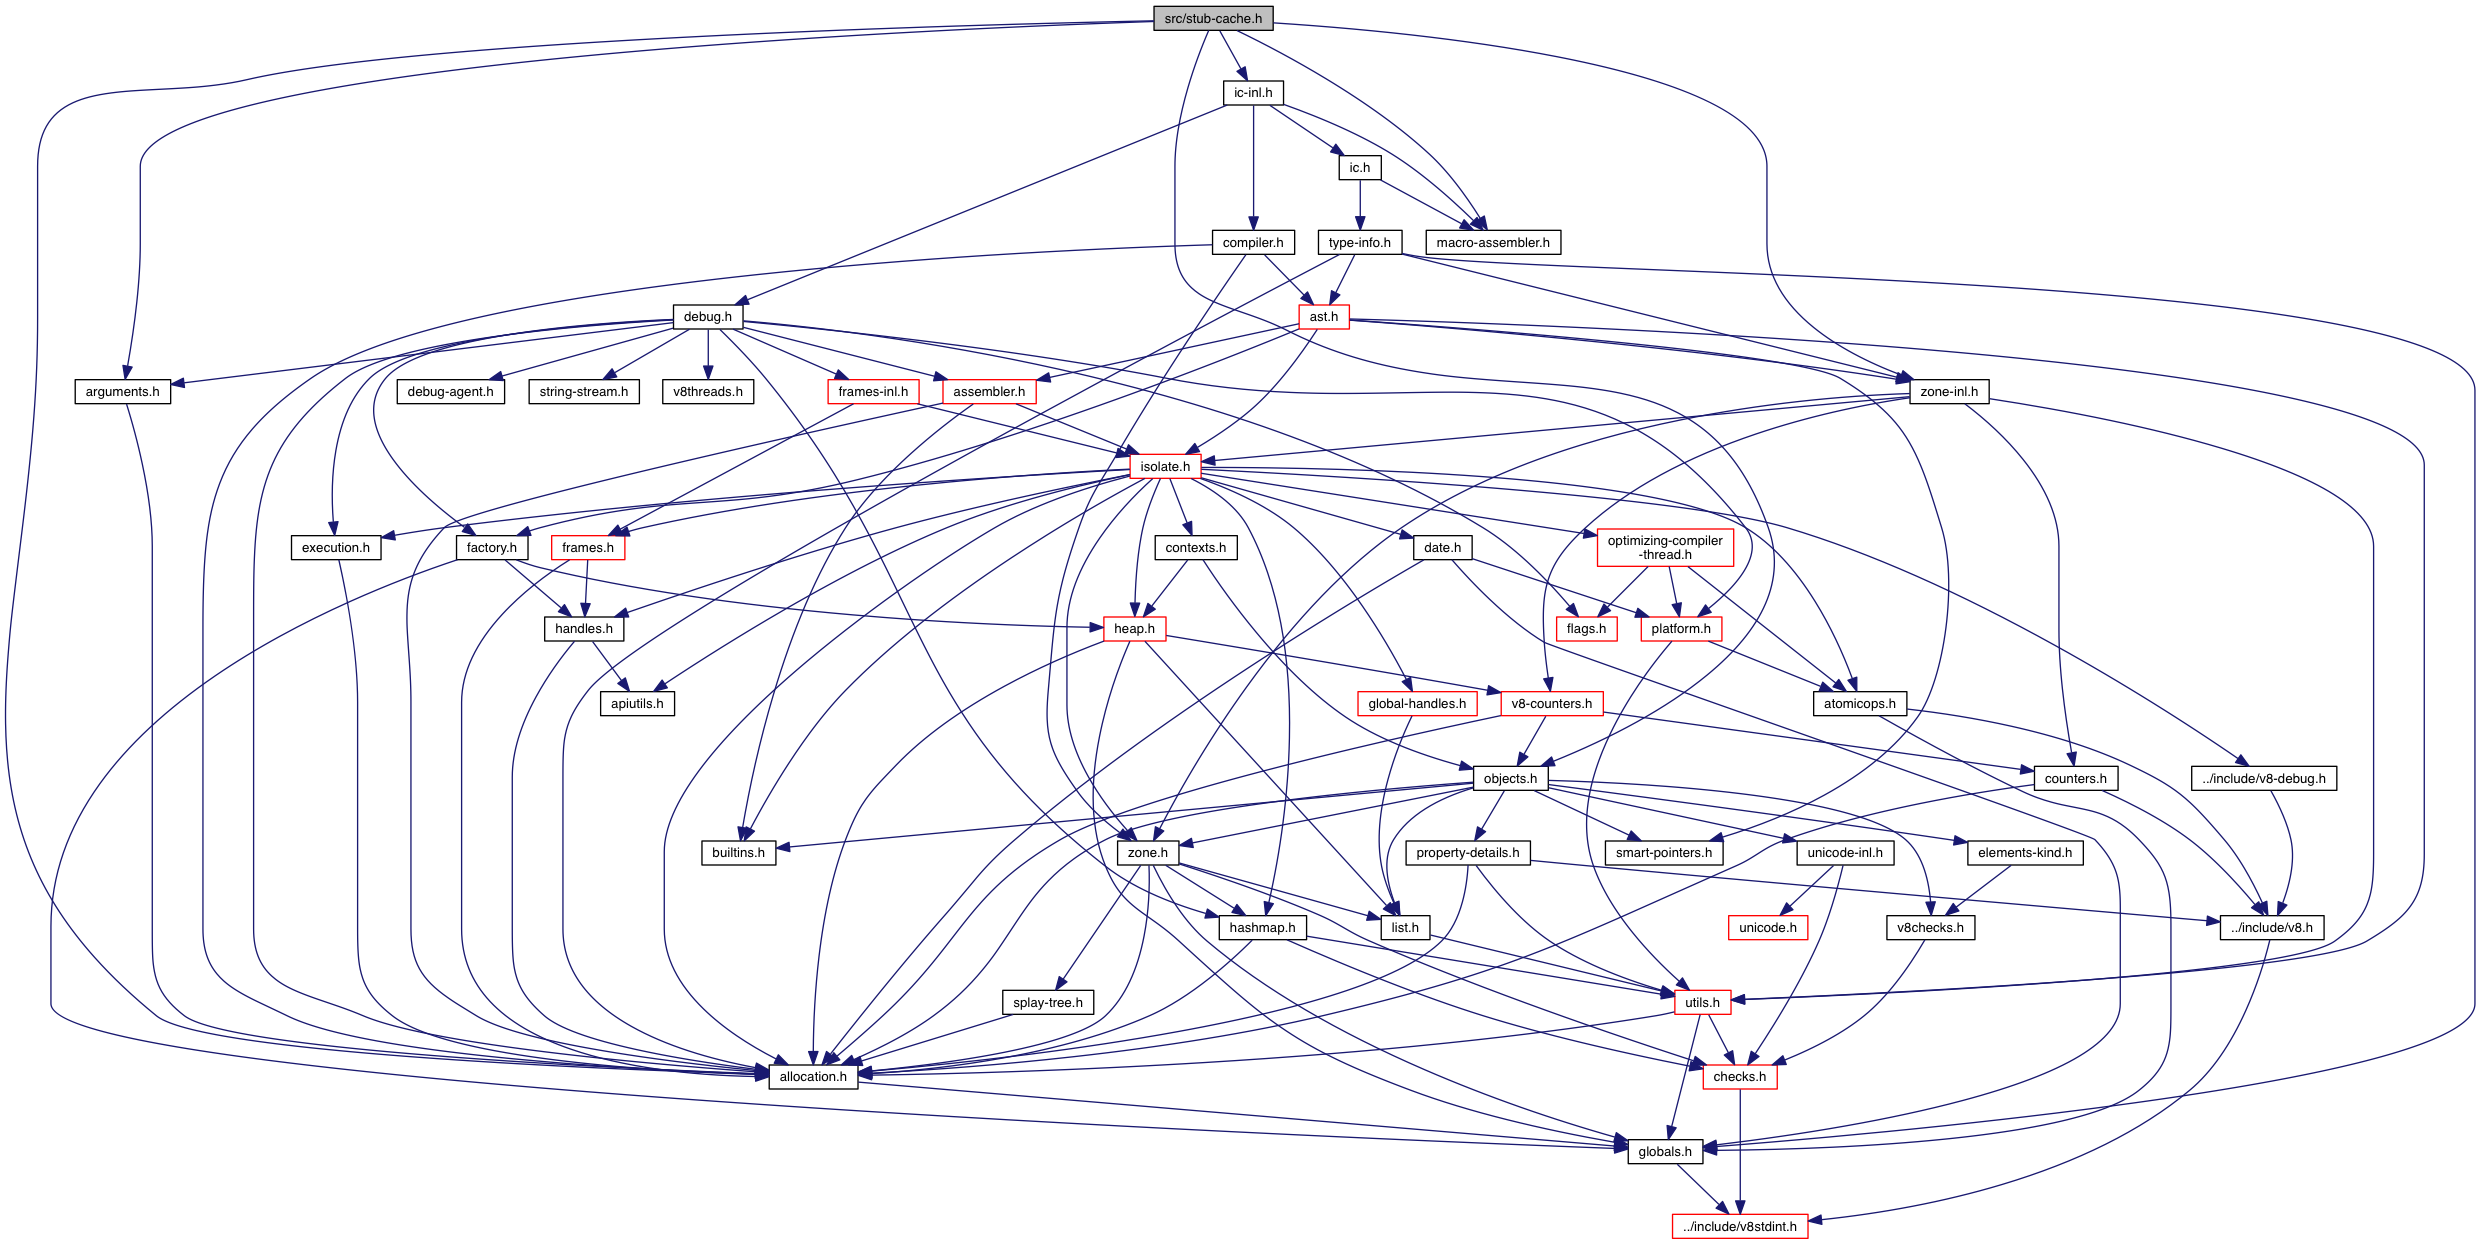 src/stub-cache.h
ic-inl.h
ic.h
compiler.h
type-info.h
macro-assembler.h
debug.h
ast.h
arguments.h
debug-agent.h
string-stream.h
v8threads.h
frames-inl.h
assembler.h
zone-inl.h
isolate.h
execution.h
factory.h
frames.h
contexts.h
date.h
optimizing-compiler
-thread.h
handles.h
heap.h
flags.h
platform.h
apiutils.h
global-handles.h
v8-counters.h
atomicops.h
objects.h
counters.h
../include/v8-debug.h
builtins.h
zone.h
property-details.h
smart-pointers.h
unicode-inl.h
elements-kind.h
hashmap.h
list.h
unicode.h
v8checks.h
../include/v8.h
splay-tree.h
utils.h
allocation.h
checks.h
globals.h
../include/v8stdint.h